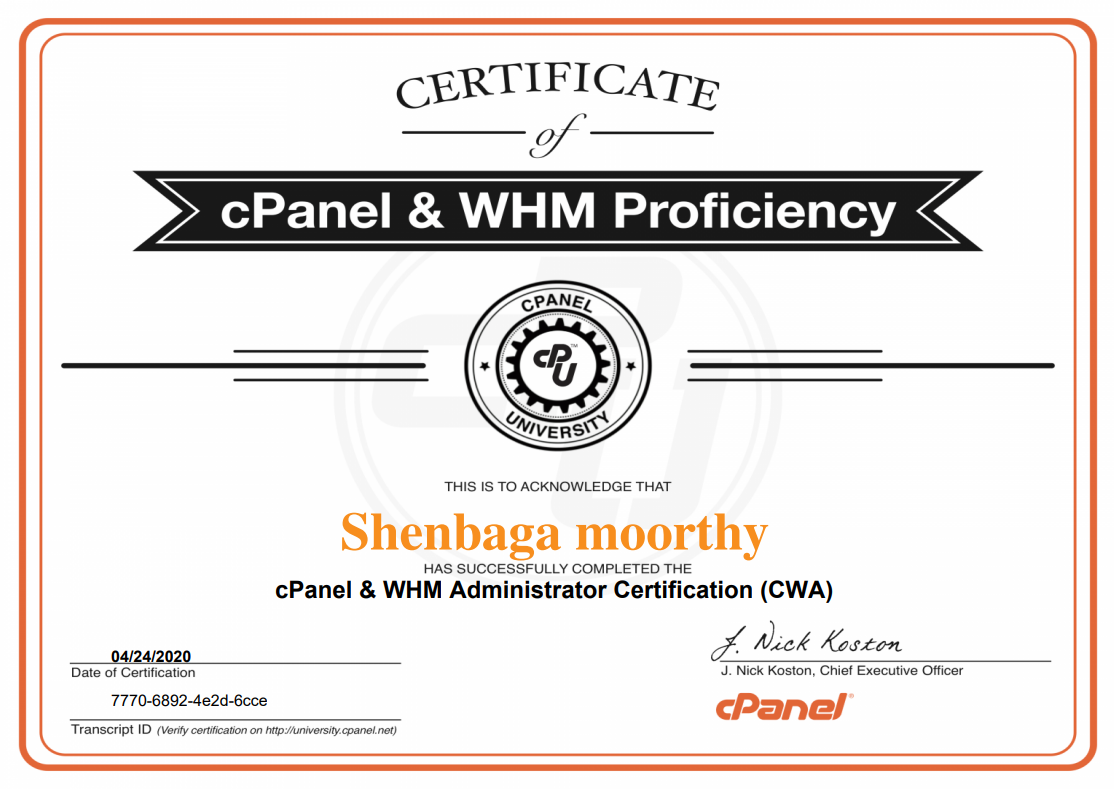 CERTIFICATE
of
cPanel & WHM Proficiency
CPANEL
cPU™
UNIVERSITY
THIS IS TO ACKNOWLEDGE THAT
Shenbaga moorthy
HAS SUCCESSFULLY COMPLETED THE
cPanel & WHM Administrator Certification (CWA)
04/24/2020
Date of Certification
7770-6892-4e2d-6cce
Transcript ID (Verify certification on http://university.cpanel.net)
J. Nick Koston
J. Nick Koston, Chief Executive Officer
cPanel®